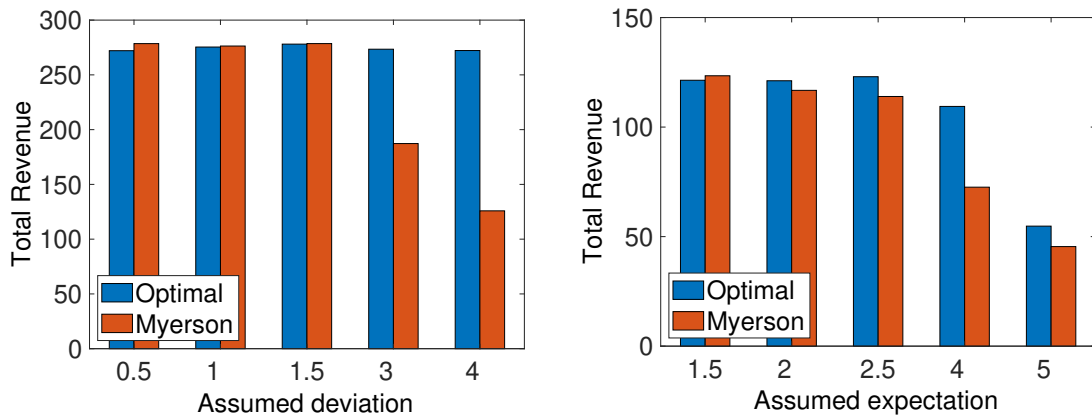 300
250
200
150
100
50
0
Total Revenue
Optimal
Myerson
0.5 1 1.5 3 4
Assumed deviation
150
100
50
0
Total Revenue
Optimal
Myerson
1.5 2 2.5 4 5
Assumed expectation